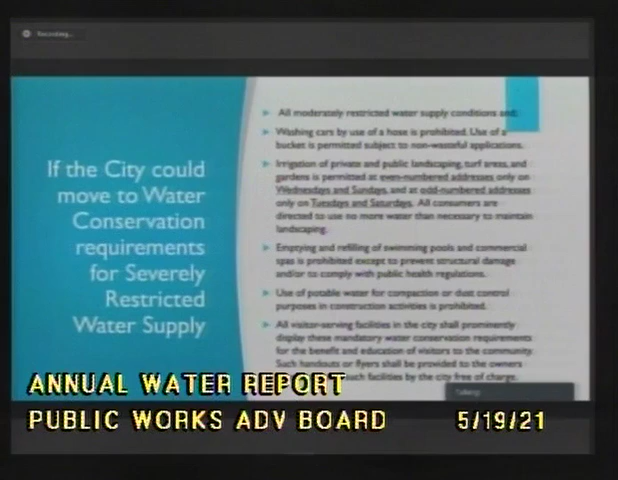 Recording...
If the City could
move to Water
Conservation
requirements
for Severely
Restricted
Water Supply
All moderately restricted water supply conditions and:
Washing cars by use of a hose is prohibited. Use of a
bucket is permitted subject to non-wasteful applications.
Irrigation of private and public landscaping, turf areas, and
gardens is permitted at even-numbered addresses only on
Wednesdays and Sundays, and at odd-numbered addresses
only on Tuesdays and Saturdays. All consumers are
directed to use no more water than necessary to maintain
landscaping.
Emptying and refilling of swimming pools and commercial
spas is prohibited except to prevent structural damage
and/or to comply with public health regulations.
Use of potable water for compaction or dust control
purposes in construction activities is prohibited.
All visitor-serving facilities in the city shall prominently
display these mandatory water conservation requirements
for the benefit and education of visitors to the community.
Such handouts or flyers shall be provided to the owners
such facilities by the city free of charge.
Talking:
ANNUAL WATER REPORT
PUBLIC WORKS ADV BOARD 5/19/21